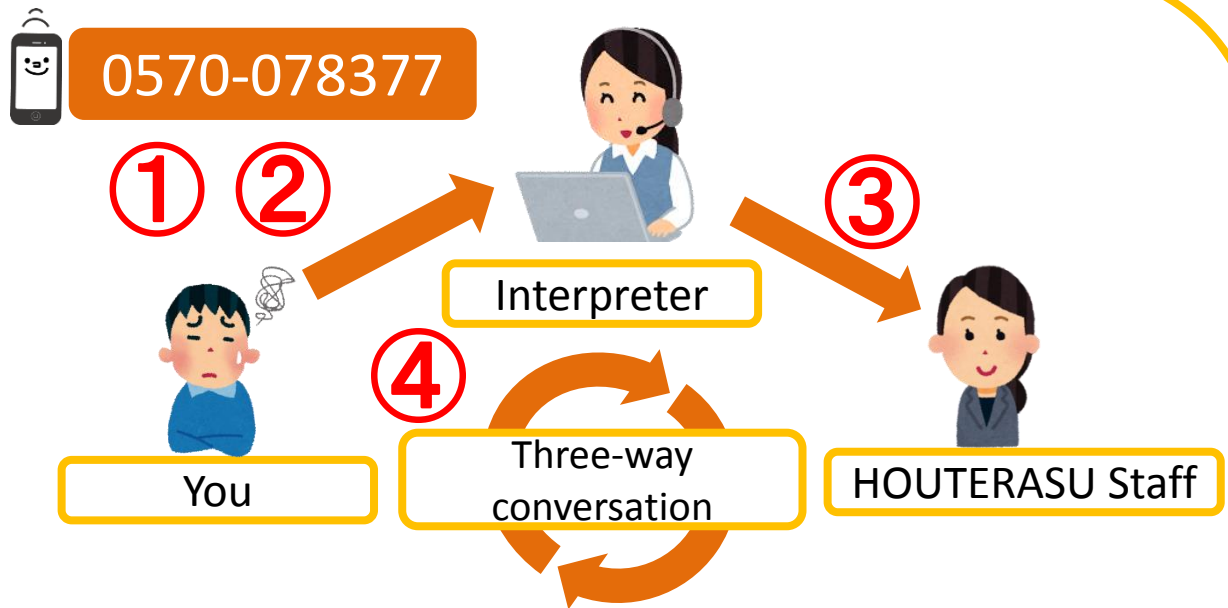 0570-078377
① ②
③
Interpreter
④
You
Three-way
conversation
HOUTERASU Staff